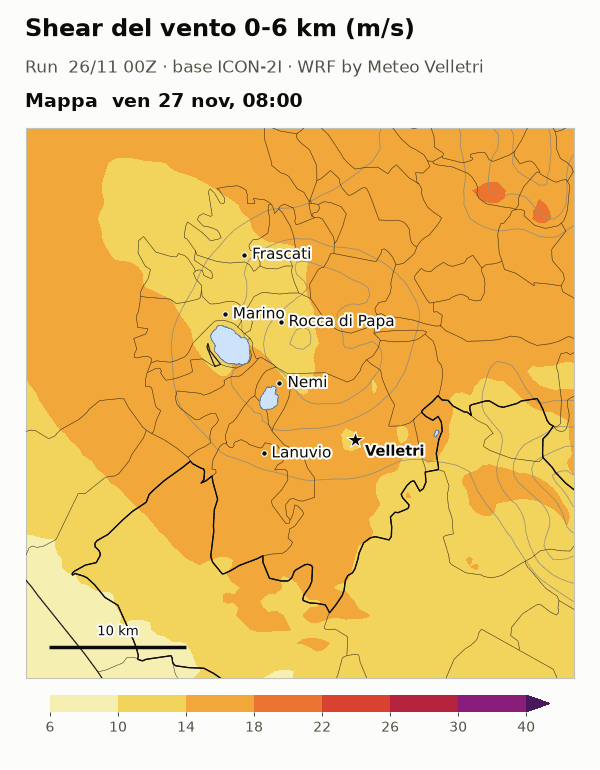 Shear del vento 0-6 km (m/s)
Run  26/11 00Z · base ICON-2I · WRF by Meteo Velletri
Mappa  ven 27 nov, 08:00
Frascati
Marino
Rocca di Papa
Nemi
Velletri
Lanuvio
10 km
6 10 14 18 22 26 30 40